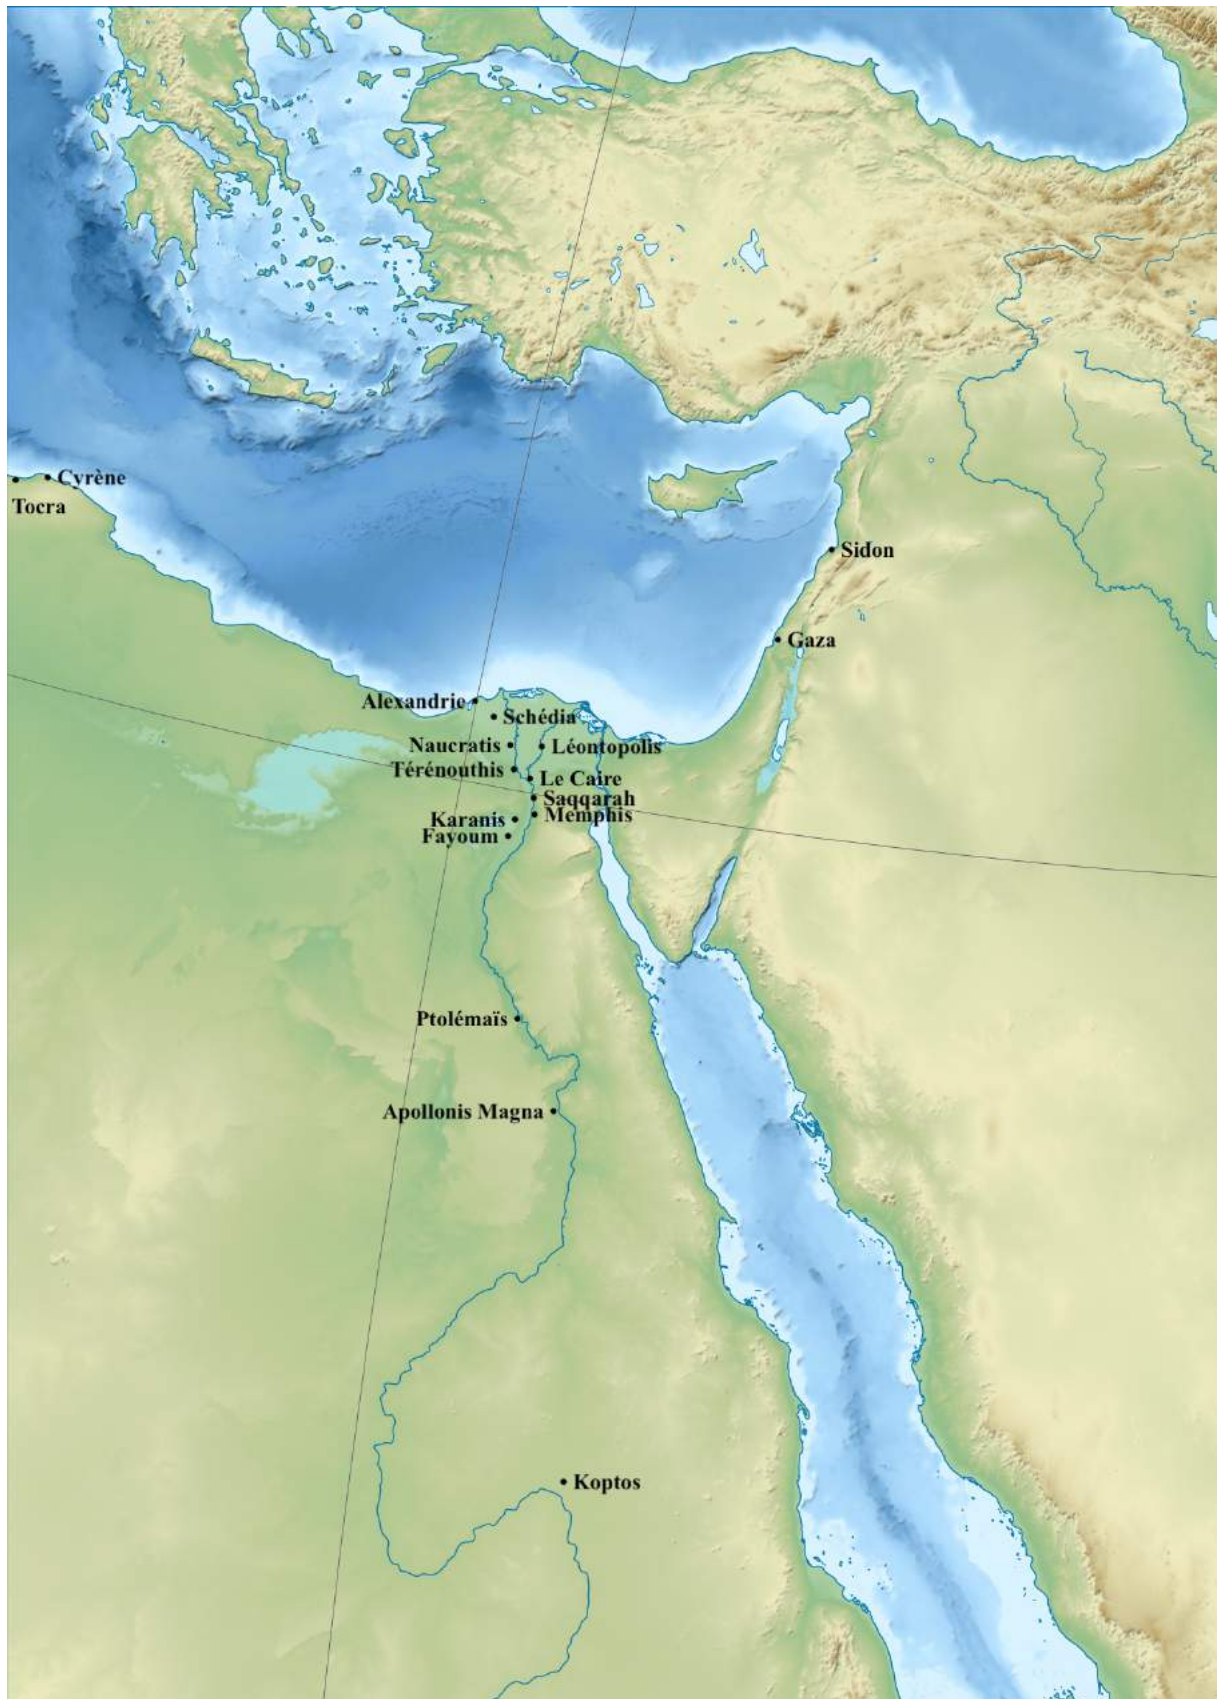 Cyrène
Tocra
Sidon
Gaza
Alexandrie
Schédia
Naucratis
Léontopolis
Térénouthis
Le Caire
Saqqarah
Memphis
Karanis
Fayoum
Ptolémaïs
Apollonis Magna
Koptos